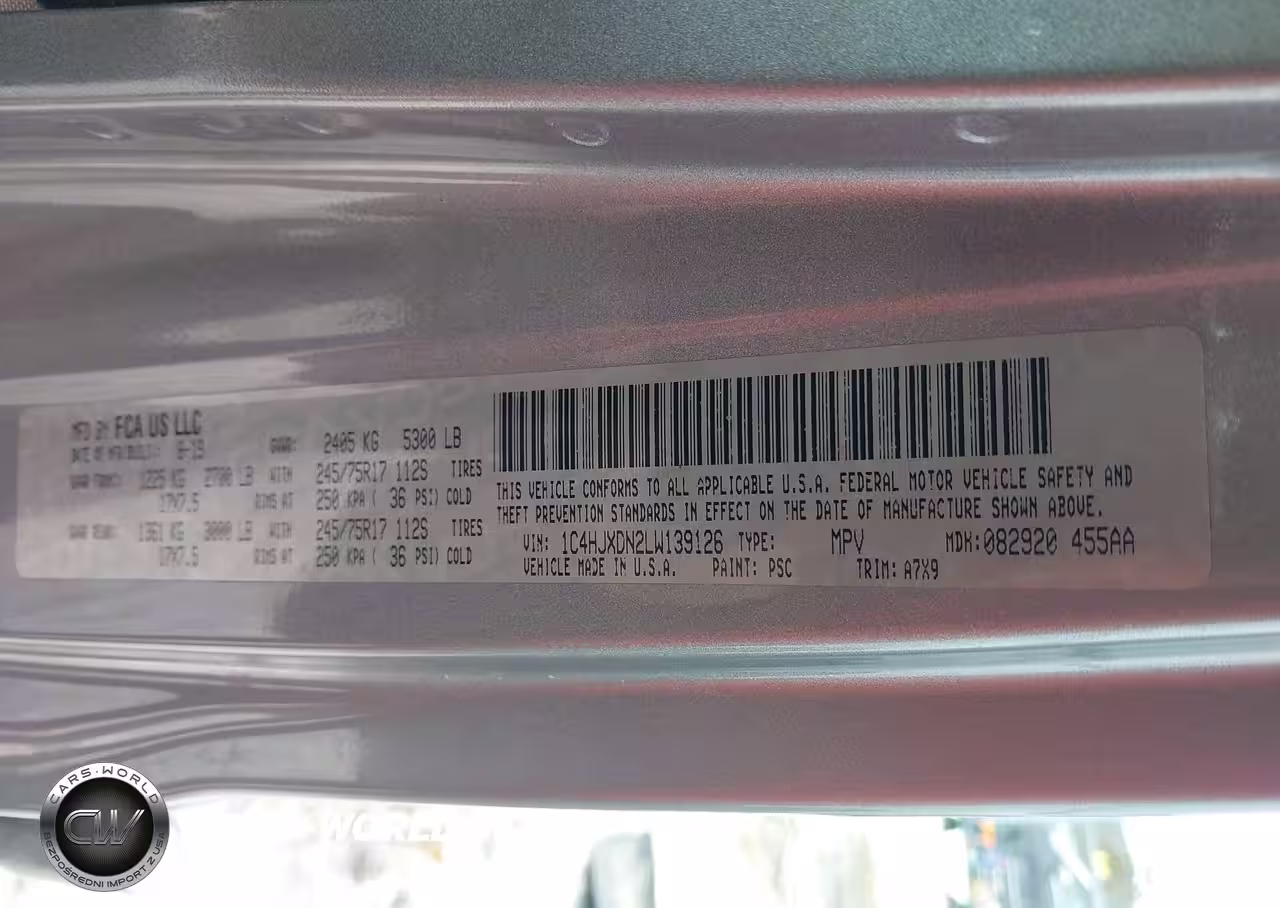 MFD BY FCA US LLC
DATE OF MFR/BUILT: 8-19
GVWR: 2405 KG 5300 LB
GAWR FRONT: 1225 KG 2700 LB WITH 245/75R17 112S TIRES
17X7.5 RIMS AT 250 KPA ( 36 PSI) COLD
GAWR REAR: 1361 KG 3000 LB WITH 245/75R17 112S TIRES
17X7.5 RIMS AT 250 KPA ( 36 PSI) COLD
THIS VEHICLE CONFORMS TO ALL APPLICABLE U.S.A. FEDERAL MOTOR VEHICLE SAFETY AND
THEFT PREVENTION STANDARDS IN EFFECT ON THE DATE OF MANUFACTURE SHOWN ABOVE.
VIN: 1C4HJXDN2LW139126 TYPE: MPV MDH:082920 455AA
VEHICLE MADE IN U.S.A. PAINT: PSC TRIM: A7X9
CARS·WORLD
CW
BEZPOŚREDNI IMPORT Z USA
WORLD